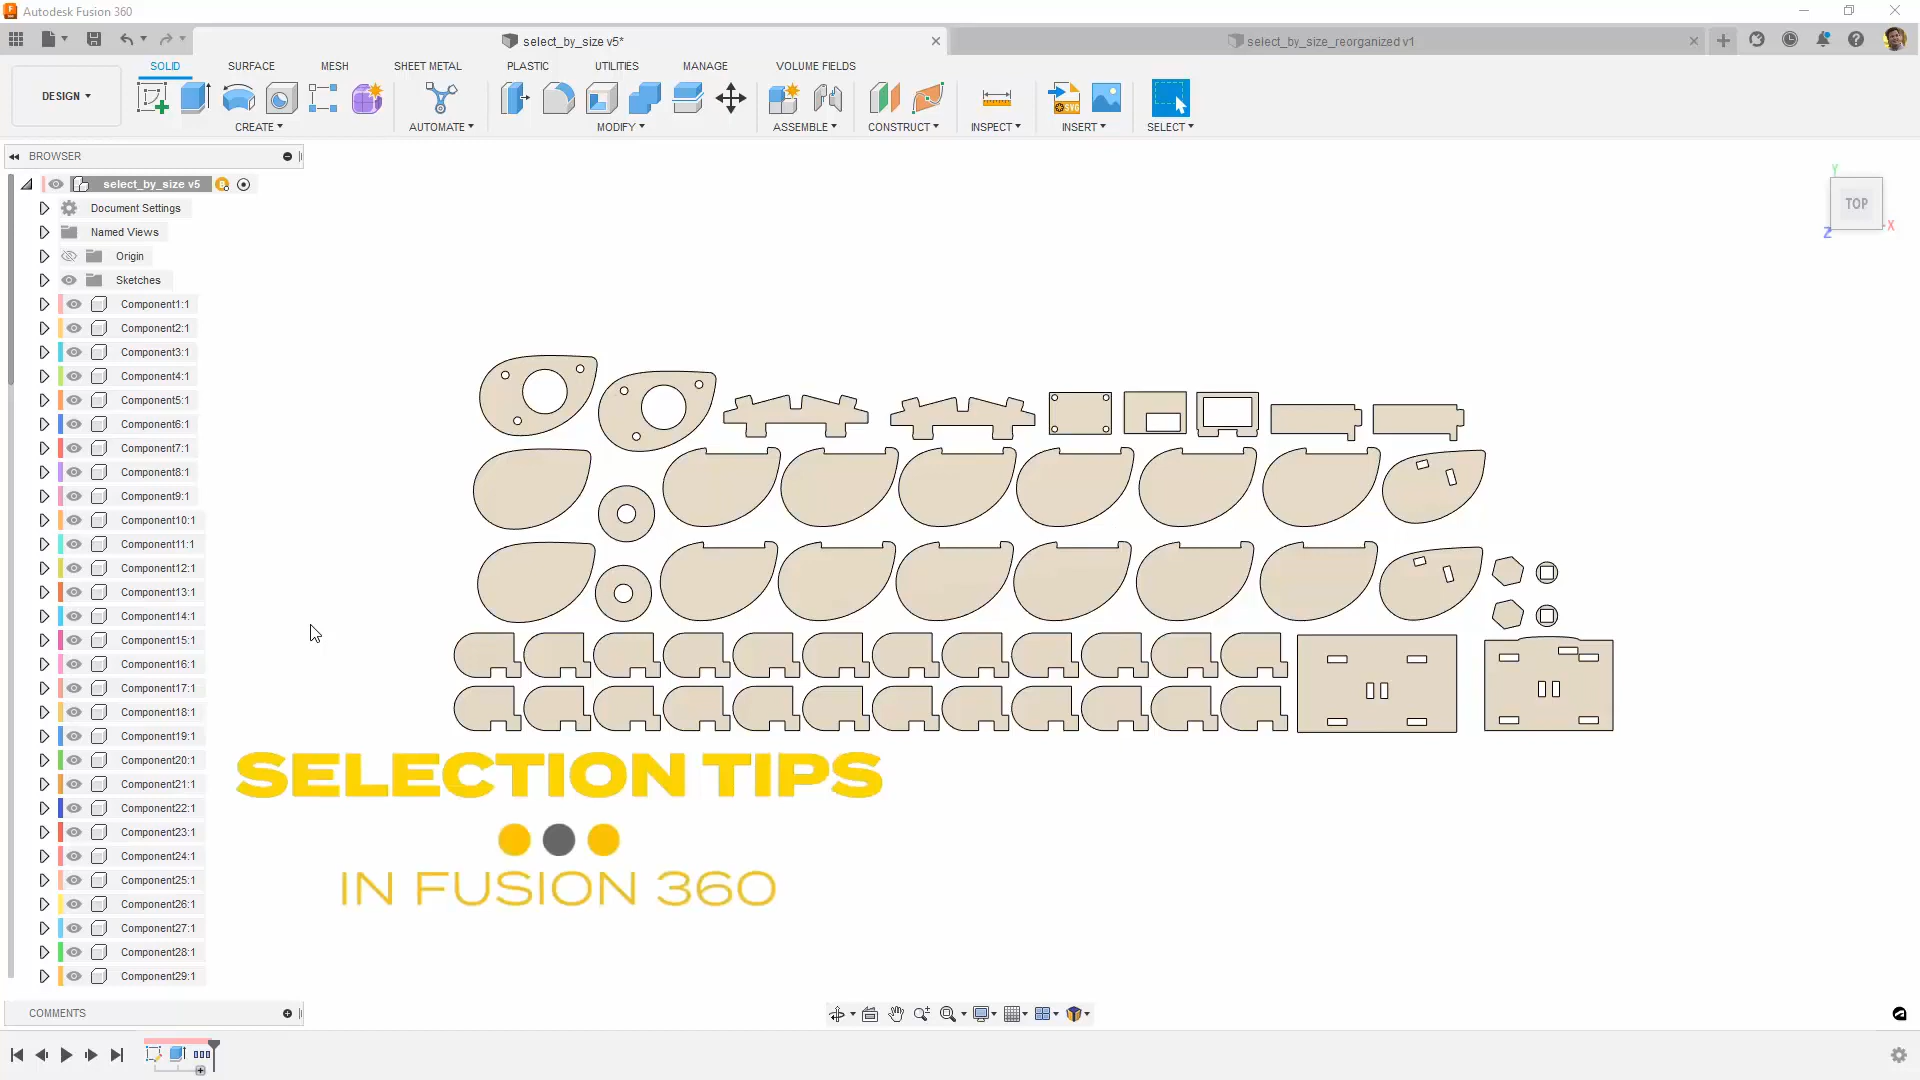 Autodesk Fusion 360
select_by_size v5*
select_by_size_reorganized v1
DESIGN
SOLID
SURFACE
MESH
SHEET METAL
PLASTIC
UTILITIES
MANAGE
VOLUME FIELDS
CREATE
AUTOMATE
MODIFY
ASSEMBLE
CONSTRUCT
INSPECT
INSERT
SELECT
SVG
BROWSER
select_by_size v5
Document Settings
Named Views
Origin
Sketches
Component1:1
Component2:1
Component3:1
Component4:1
Component5:1
Component6:1
Component7:1
Component8:1
Component9:1
Component10:1
Component11:1
Component12:1
Component13:1
Component14:1
Component15:1
Component16:1
Component17:1
Component18:1
Component19:1
Component20:1
Component21:1
Component22:1
Component23:1
Component24:1
Component25:1
Component26:1
Component27:1
Component28:1
Component29:1
Y
TOP
X
Z
SELECTION TIPS
IN FUSION 360
COMMENTS